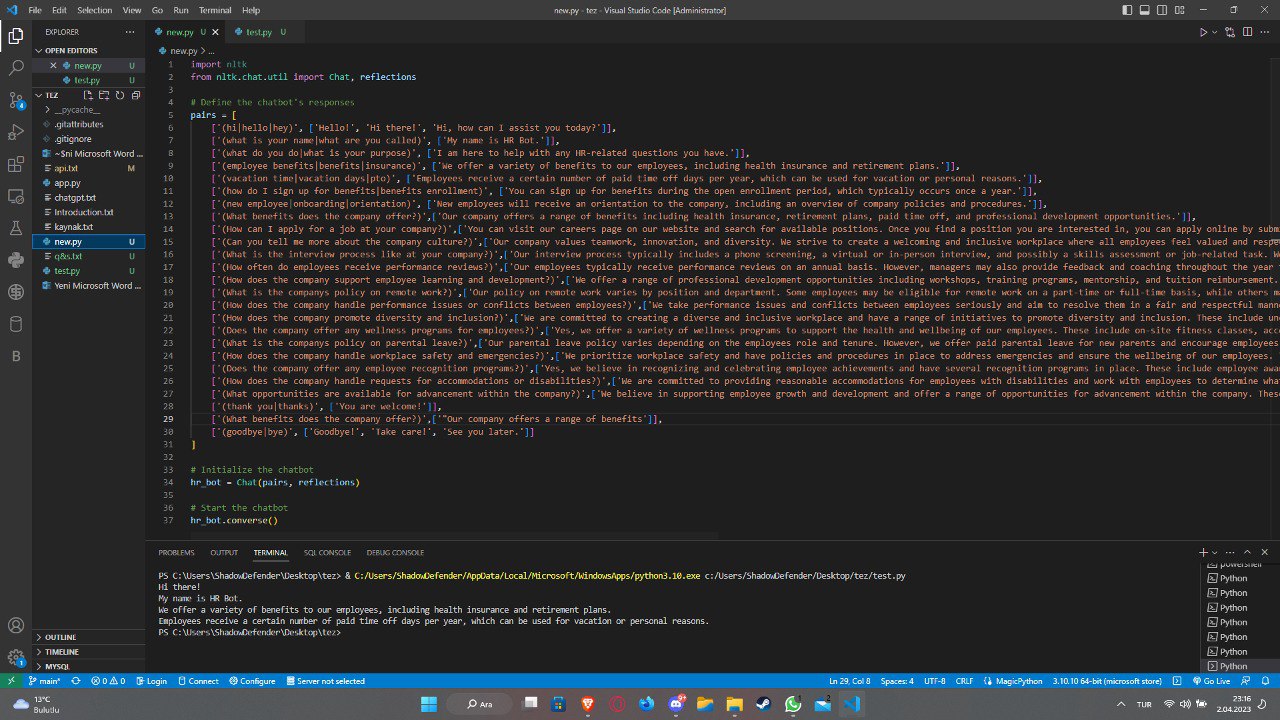 File Edit Selection View Go Run Terminal Help
new.py - tez - Visual Studio Code [Administrator]
EXPLORER
OPEN EDITORS
new.py U
test.py U
TEZ
__pycache__
.gitattributes
.gitignore
~$ni Microsoft Word ...
api.txt M
app.py
chatgpt.txt
Introduction.txt
kaynak.txt
new.py U
q&s.txt U
test.py U
Yeni Microsoft Word ...
OUTLINE
TIMELINE
MYSQL
new.py U
test.py U
new.py > ...
1 import nltk
2 from nltk.chat.util import Chat, reflections
3
4 # Define the chatbot's responses
5 pairs = [
6 ['(hi|hello|hey)', ['Hello!', 'Hi there!', 'Hi, how can I assist you today?']],
7 ['(what is your name|what are you called)', ['My name is HR Bot.']],
8 ['(what do you do|what is your purpose)', ['I am here to help with any HR-related questions you have.']],
9 ['(employee benefits|benefits|insurance)', ['We offer a variety of benefits to our employees, including health insurance and retirement plans.']],
10 ['(vacation time|vacation days|pto)', ['Employees receive a certain number of paid time off days per year, which can be used for vacation or personal reasons.']],
11 ['(how do I sign up for benefits|benefits enrollment)', ['You can sign up for benefits during the open enrollment period, which typically occurs once a year.']],
12 ['(new employee|onboarding|orientation)', ['New employees will receive an orientation to the company, including an overview of company policies and procedures.']],
13 ['(What benefits does the company offer?)',['Our company offers a range of benefits including health insurance, retirement plans, paid time off, and professional development opportunities.']],
14 ['(How can I apply for a job at your company?)',['You can visit our careers page on our website and search for available positions. Once you find a position you are interested in, you can apply online by subm
15 ['(Can you tell me more about the company culture?)',['Our company values teamwork, innovation, and diversity. We strive to create a welcoming and inclusive workplace where all employees feel valued and resp
16 ['(What is the interview process like at your company?)',['Our interview process typically includes a phone screening, a virtual or in-person interview, and possibly a skills assessment or job-related task. W
17 ['(How often do employees receive performance reviews?)',['Our employees typically receive performance reviews on an annual basis. However, managers may also provide feedback and coaching throughout the year
18 ['(How does the company support employee learning and development?)',['We offer a range of professional development opportunities including workshops, training programs, mentorship, and tuition reimbursement.
19 ['(What is the companys policy on remote work?)',['Our policy on remote work varies by position and department. Some employees may be eligible for remote work on a part-time or full-time basis, while others m
20 ['(How does the company handle performance issues or conflicts between employees?)',['We take performance issues and conflicts between employees seriously and aim to resolve them in a fair and respectful mann
21 ['(How does the company promote diversity and inclusion?)',['We are committed to creating a diverse and inclusive workplace and have a range of initiatives to promote diversity and inclusion. These include un
22 ['(Does the company offer any wellness programs for employees?)',['Yes, we offer a variety of wellness programs to support the health and wellbeing of our employees. These include on-site fitness classes, acc
23 ['(What is the companys policy on parental leave?)',['Our parental leave policy varies depending on the employees role and tenure. However, we offer paid parental leave for new parents and encourage employees
24 ['(How does the company handle workplace safety and emergencies?)',['We prioritize workplace safety and have policies and procedures in place to address emergencies and ensure the wellbeing of our employees.
25 ['(Does the company offer any employee recognition programs?)',['Yes, we believe in recognizing and celebrating employee achievements and have several recognition programs in place. These include employee awa
26 ['(How does the company handle requests for accommodations or disabilities?)',['We are committed to providing reasonable accommodations for employees with disabilities and work with employees to determine what
27 ['(What opportunities are available for advancement within the company?)',['We believe in supporting employee growth and development and offer a range of opportunities for advancement within the company. These
28 ['(thank you|thanks)', ['You are welcome!']],
29 ['(What benefits does the company offer?)',['"Our company offers a range of benefits']],
30 ['(goodbye|bye)', ['Goodbye!', 'Take care!', 'See you later.']]
31 ]
32
33 # Initialize the chatbot
34 hr_bot = Chat(pairs, reflections)
35
36 # Start the chatbot
37 hr_bot.converse()
PROBLEMS OUTPUT TERMINAL SQL CONSOLE DEBUG CONSOLE
PS C:\Users\ShadowDefender\Desktop\tez> & C:/Users/ShadowDefender/AppData/Local/Microsoft/WindowsApps/python3.10.exe c:/Users/ShadowDefender/Desktop/tez/test.py
Hi there!
My name is HR Bot.
We offer a variety of benefits to our employees, including health insurance and retirement plans.
Employees receive a certain number of paid time off days per year, which can be used for vacation or personal reasons.
PS C:\Users\ShadowDefender\Desktop\tez>
powershell
Python
Python
Python
Python
Python
Python
Python
main* 0 0 Login Connect Configure Server not selected
Ln 29, Col 8 Spaces: 4 UTF-8 CRLF MagicPython 3.10.10 64-bit (microsoft store) Go Live
13°C
Bulutlu
Ara
TUR
23:16
2.04.2023